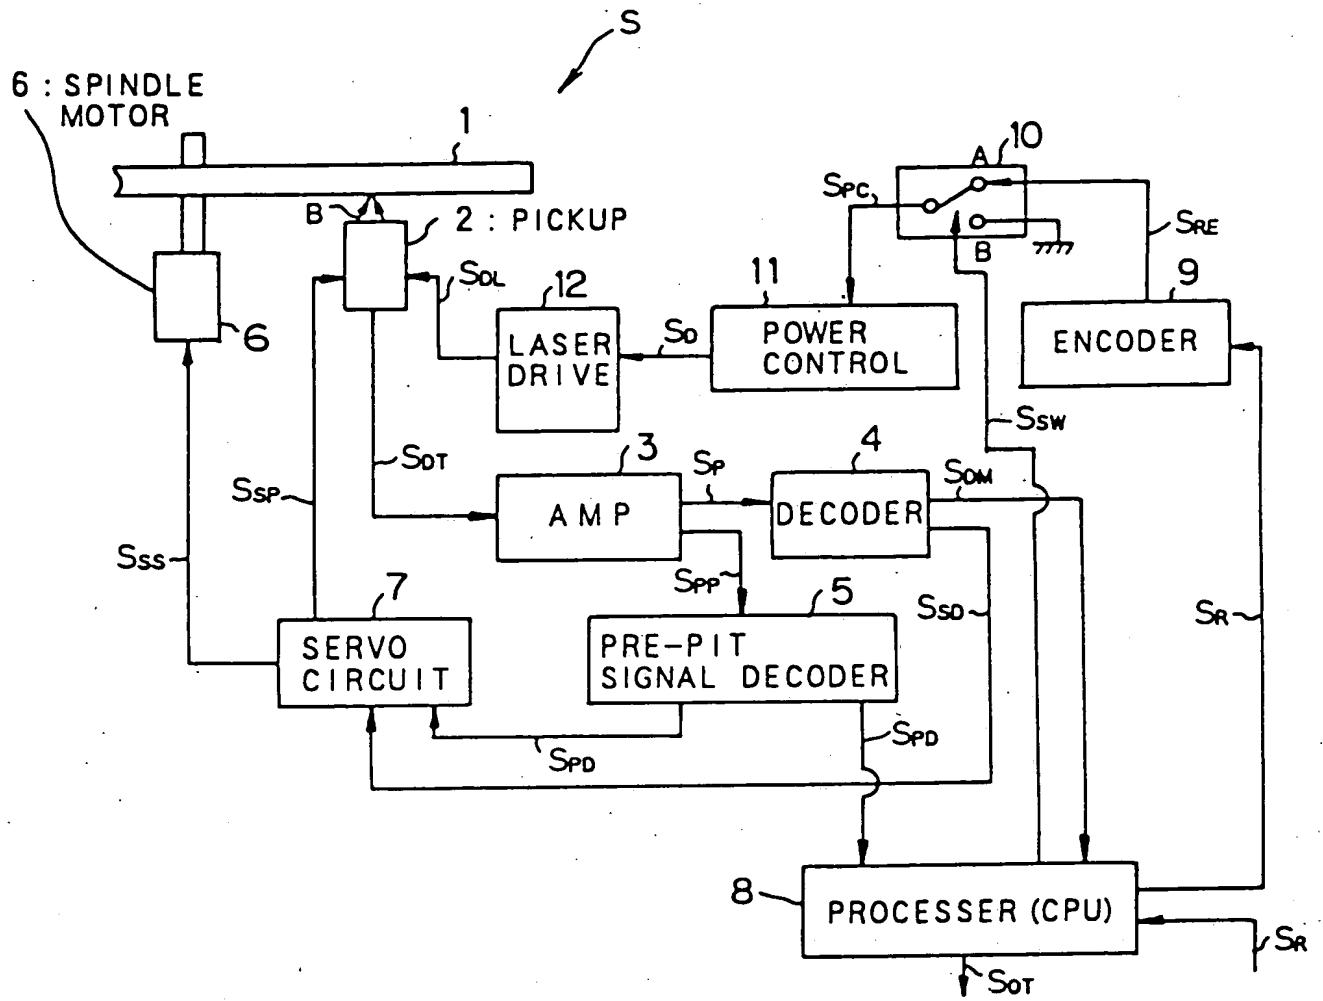 S
6 : SPINDLE
MOTOR
1
10
A
SPC
B
2 : PICKUP
B
SRE
SDL
12
11
9
6
LASER
DRIVE
SD
POWER
CONTROL
ENCODER
SSW
SDT
3
SP
4
SDM
SSP
AMP
DECODER
SSS
SPP
7
5
SSD
SR
SERVO
CIRCUIT
PRE-PIT
SIGNAL DECODER
SPD
SPD
8
PROCESSER (CPU)
SR
SOT